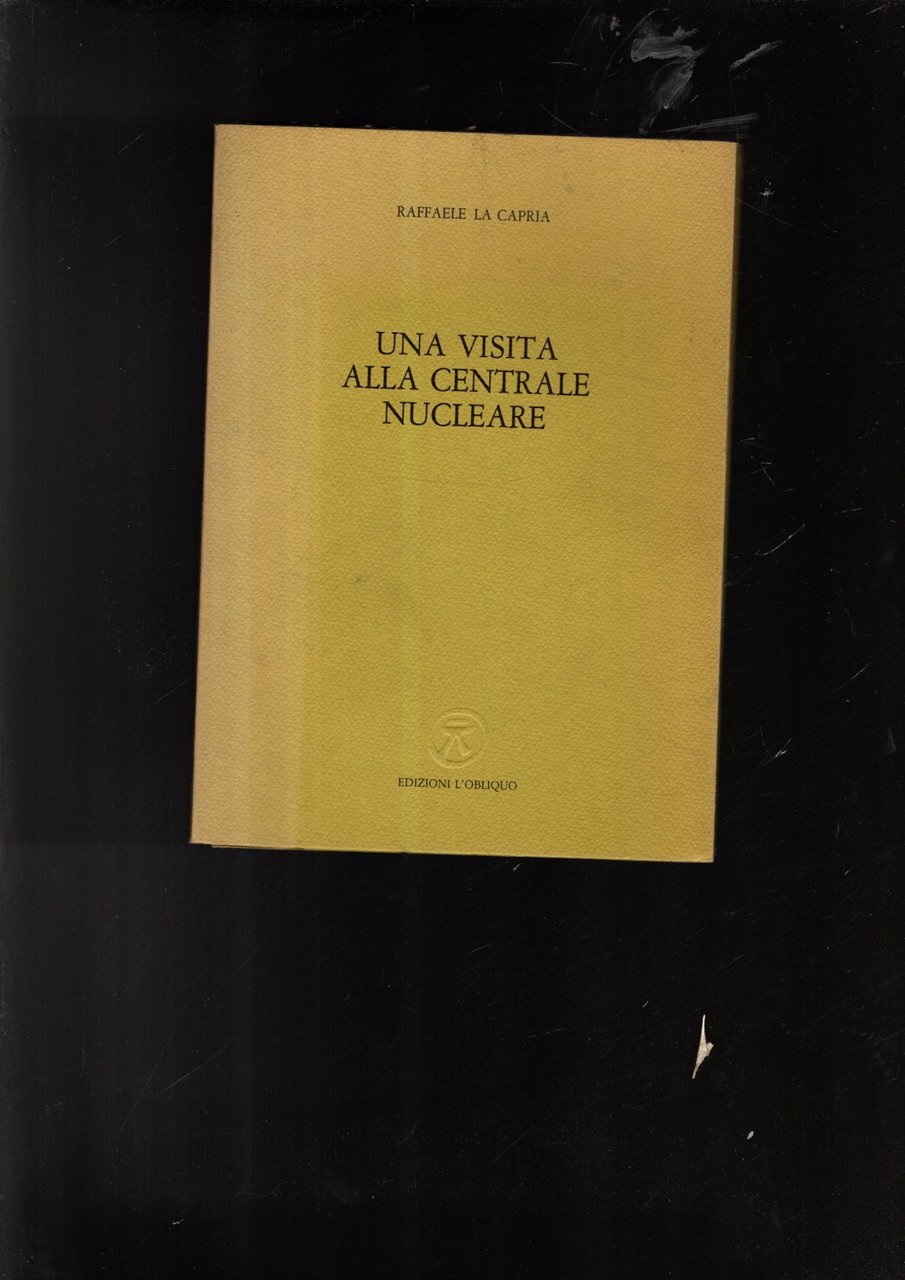 RAFFAELE LA CAPRIA
UNA VISITA
ALLA CENTRALE
NUCLEARE
EDIZIONI L'OBLIQUO